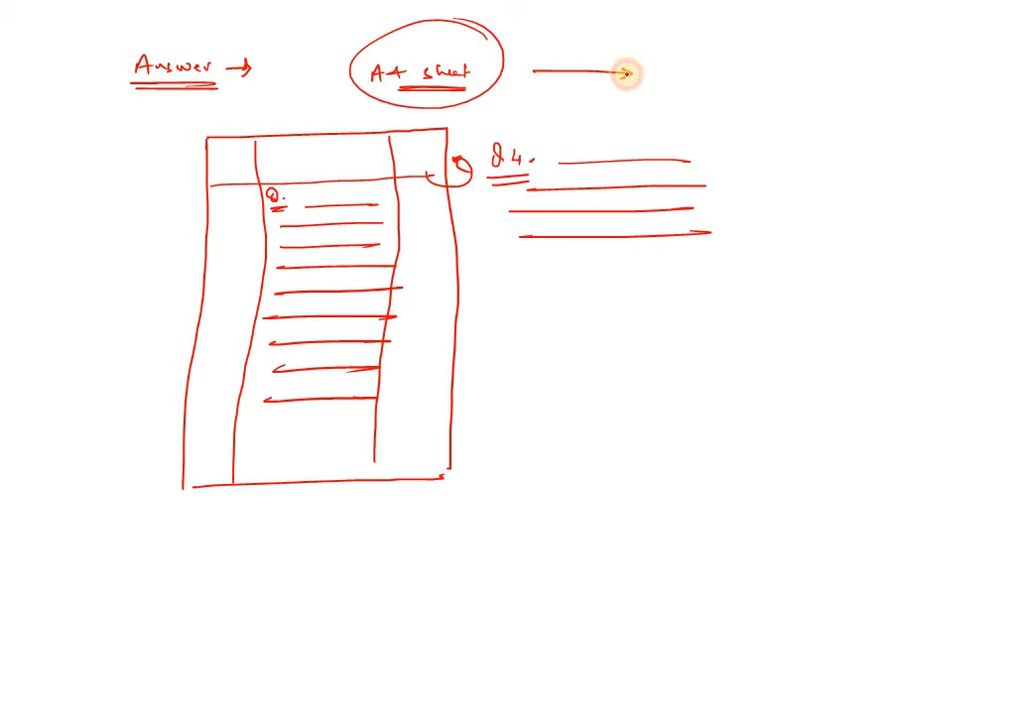 Answer → A4 sheet →
Q4.
Q.